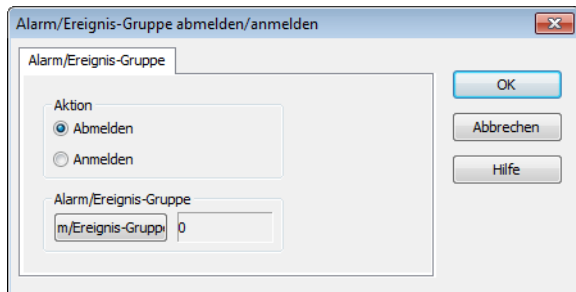 Alarm/Ereignis-Gruppe abmelden/anmelden
Alarm/Ereignis-Gruppe
Aktion
Abmelden
Anmelden
Alarm/Ereignis-Gruppe
m/Ereignis-Grupp
0
OK
Abbrechen
Hilfe